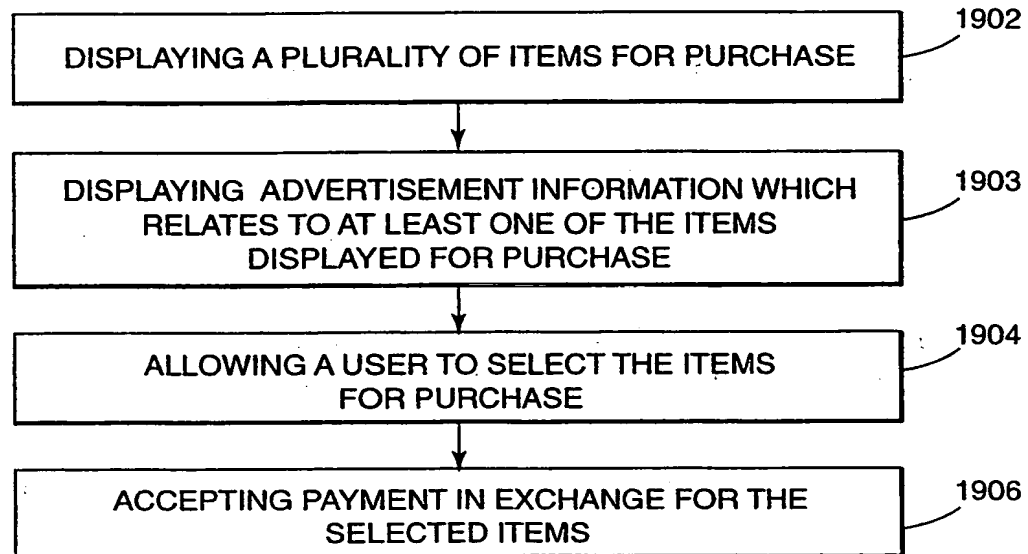 1902
DISPLAYING A PLURALITY OF ITEMS FOR PURCHASE
1903
DISPLAYING ADVERTISEMENT INFORMATION WHICH
RELATES TO AT LEAST ONE OF THE ITEMS
DISPLAYED FOR PURCHASE
1904
ALLOWING A USER TO SELECT THE ITEMS
FOR PURCHASE
1906
ACCEPTING PAYMENT IN EXCHANGE FOR THE
SELECTED ITEMS